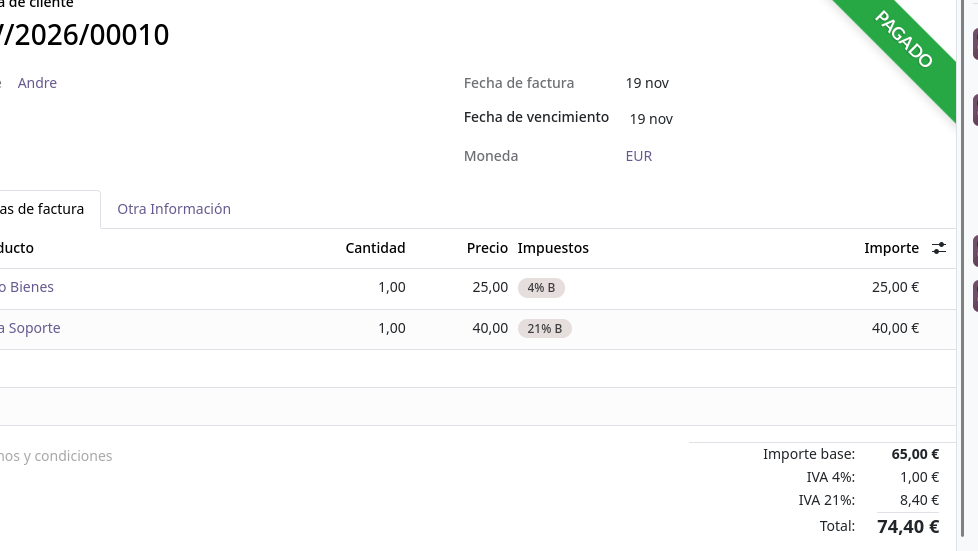 a de cliente
/2026/00010
PAGADO
Andre
Fecha de factura 19 nov
Fecha de vencimiento 19 nov
Moneda EUR
as de factura Otra Información
ducto Cantidad Precio Impuestos Importe
o Bienes 1,00 25,00 4% B 25,00 €
a Soporte 1,00 40,00 21% B 40,00 €
nos y condiciones
Importe base: 65,00 €
IVA 4%: 1,00 €
IVA 21%: 8,40 €
Total: 74,40 €